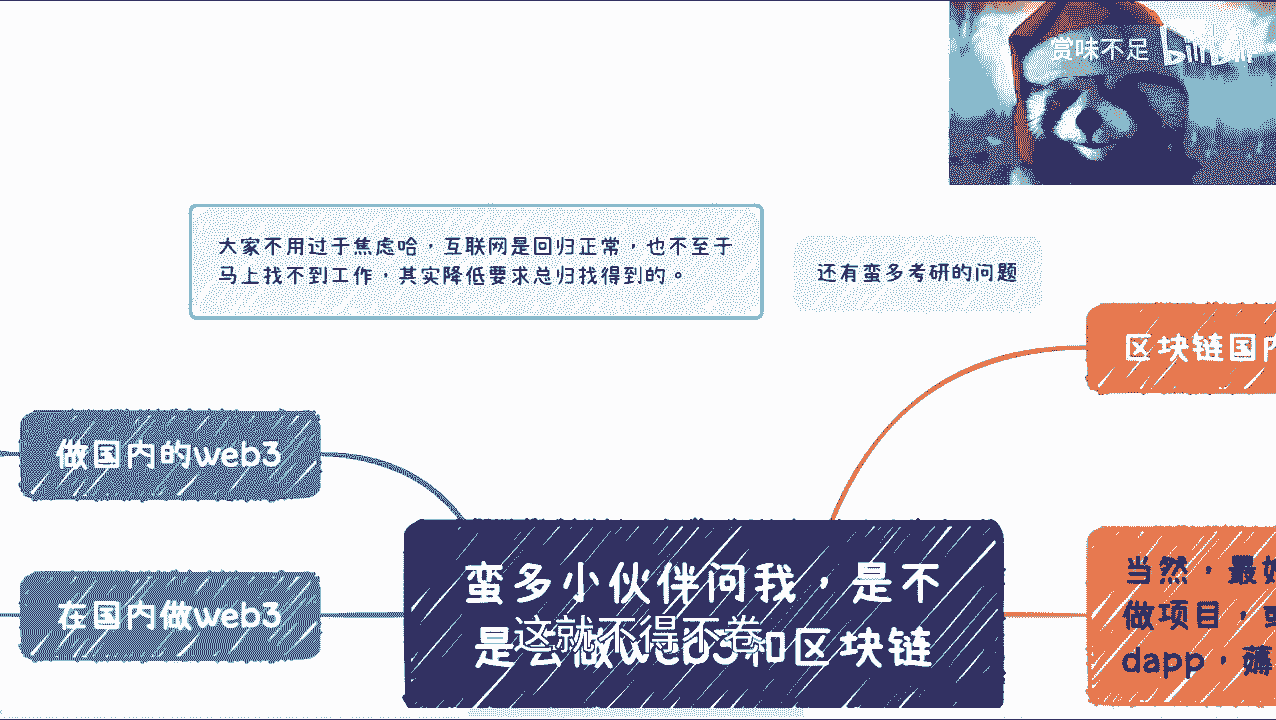 赏味不足 bilibili
大家不用过于焦虑哈，互联网是回归正常，也不至于
马上找不到工作，其实降低要求总归找得到的。
还有蛮多考研的问题
区块链国内
做国内的web3
在国内做web3
蛮多小伙伴问我，是不
是去做web3和区块链
这就不得不卷
当然，最好
做项目，或
dapp，薅